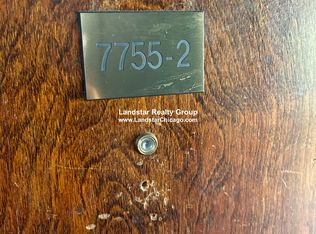 7755-2
Landstar Realty Group
www.LandstarChicago.com